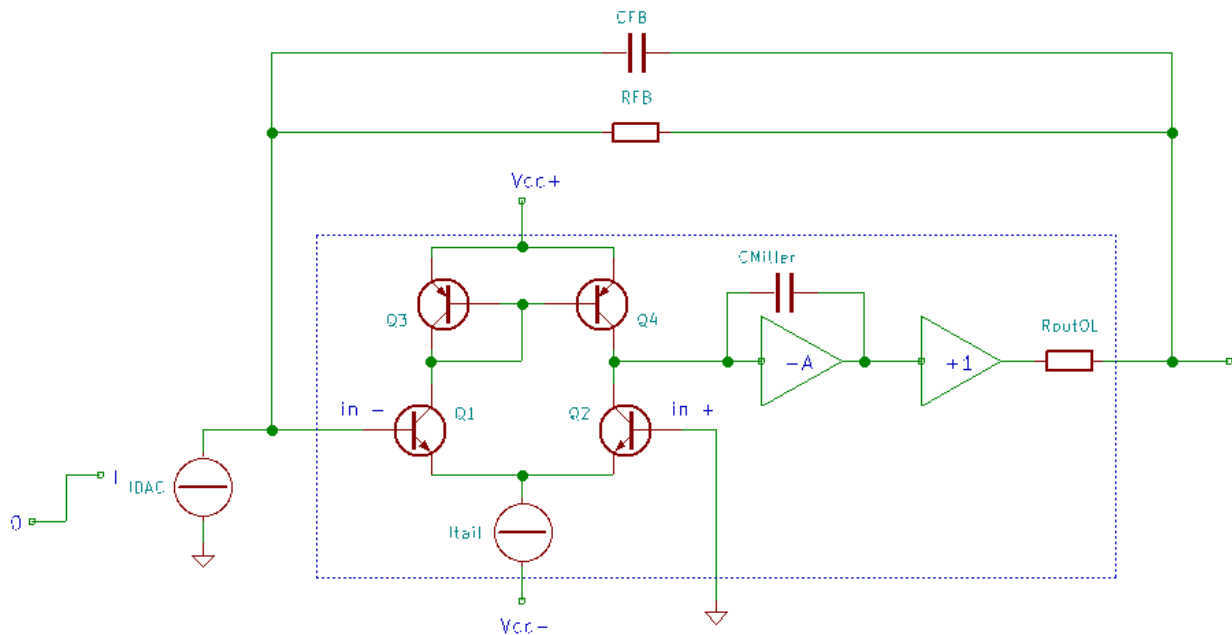 CFB
RFB
Vcc+
CMiller
Q3
Q4
RoutOL
-A
+1
in -
Q1
Q2
in +
I
IDAC
0
Itail
Vcc-